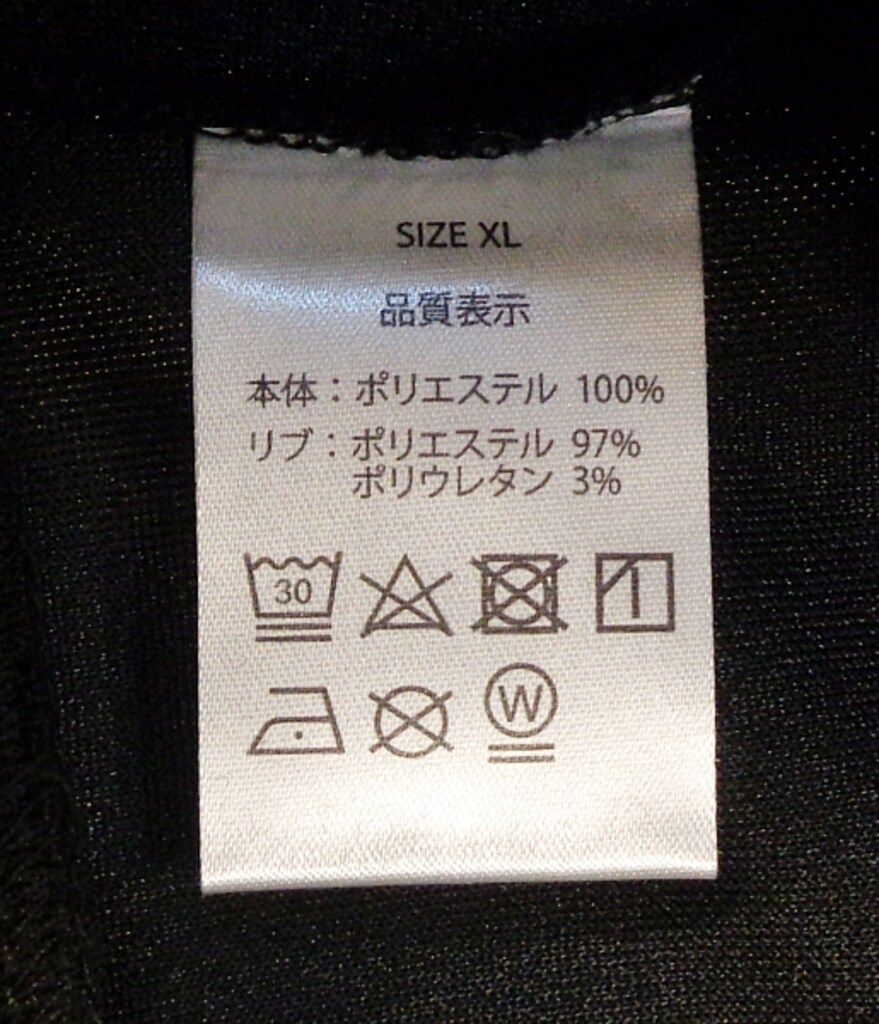 SIZE XL
品質表示
本体：ポリエステル 100%
リブ：ポリエステル 97%
ポリウレタン 3%
30
W